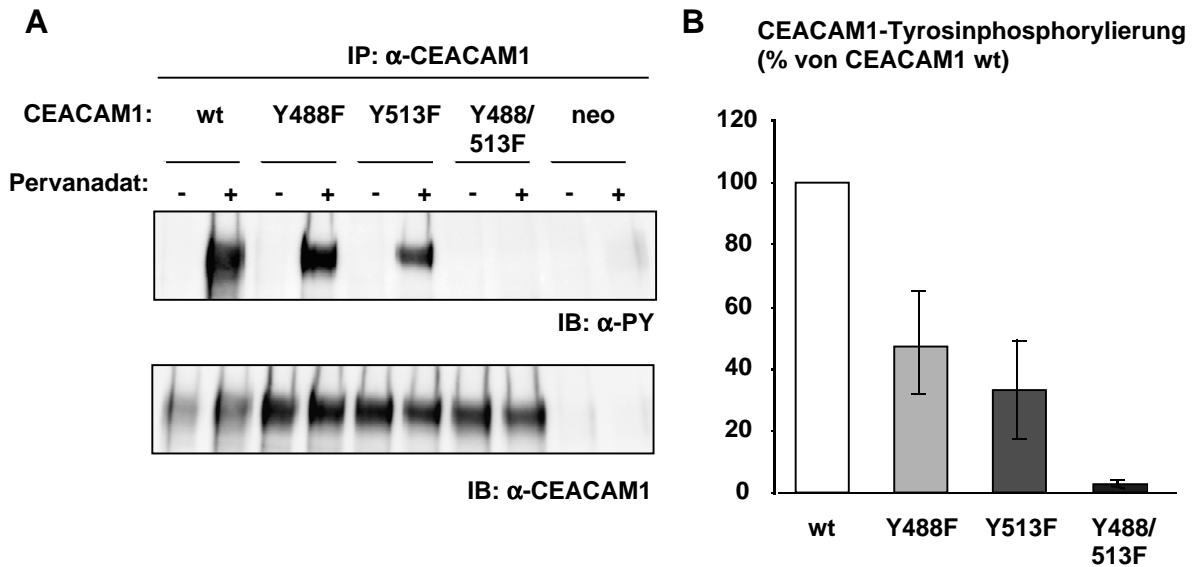 A
IP: α-CEACAM1
CEACAM1: wt Y488F Y513F Y488/ neo
513F
Pervanadat: - + - + - + - + - +
IB: α-PY
IB: α-CEACAM1
B
CEACAM1-Tyrosinphosphorylierung
(% von CEACAM1 wt)
120
100
80
60
40
20
0
wt Y488F Y513F Y488/
513F